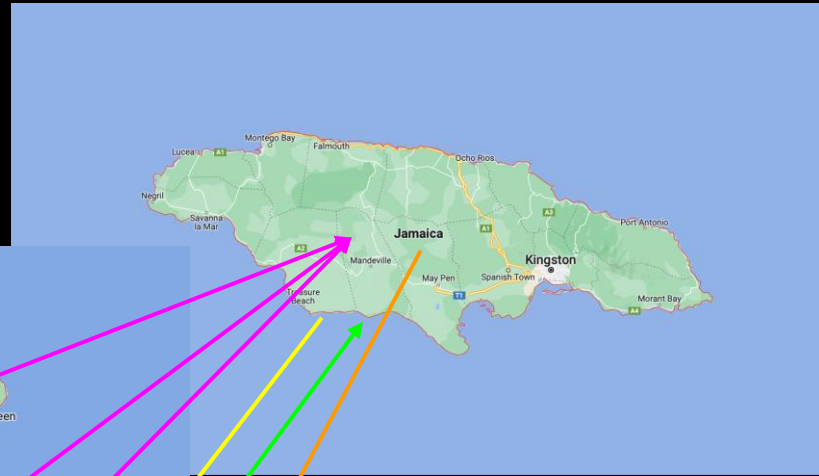 Montego Bay
Falmouth
Lucea
A1
Ocho Rios
Negril
Savanna
la Mar
A3
Port Antonio
A1
Jamaica
A2
Mandeville
Kingston
May Pen
Spanish Town
Treasure
Beach
T1
Morant Bay
A4
een